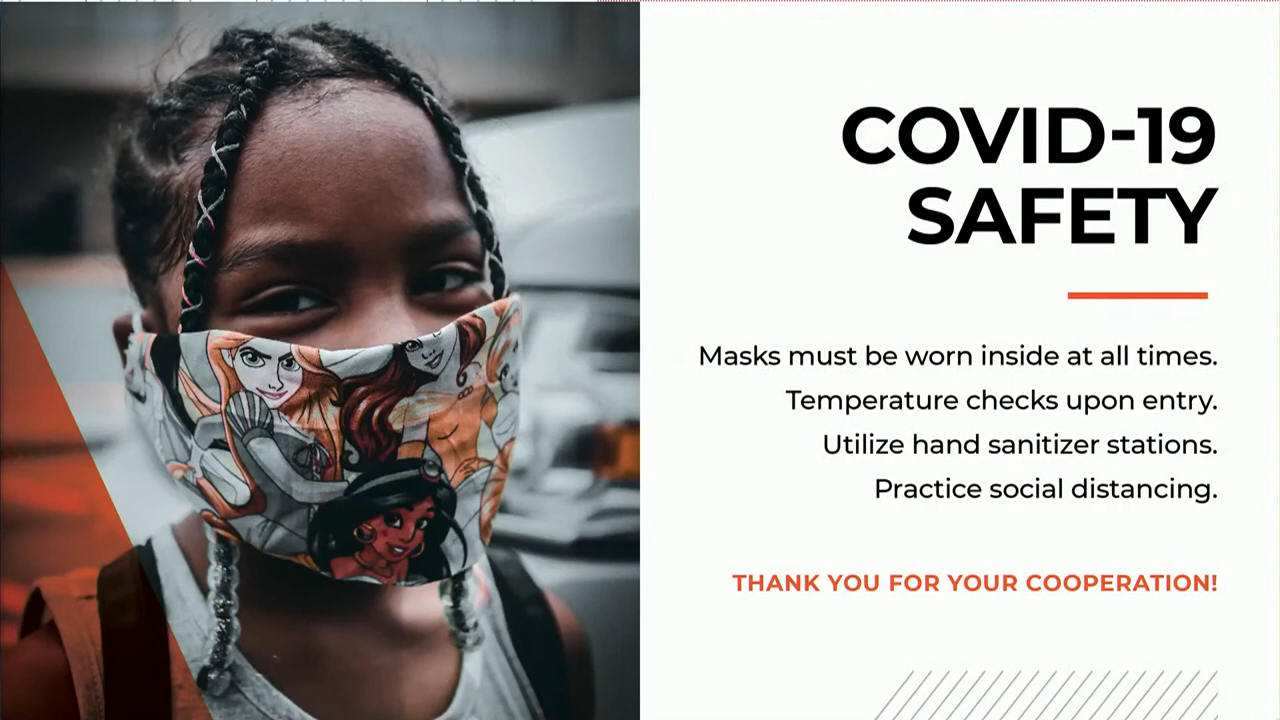 COVID-19
SAFETY
Masks must be worn inside at all times.
Temperature checks upon entry.
Utilize hand sanitizer stations.
Practice social distancing.
THANK YOU FOR YOUR COOPERATION!